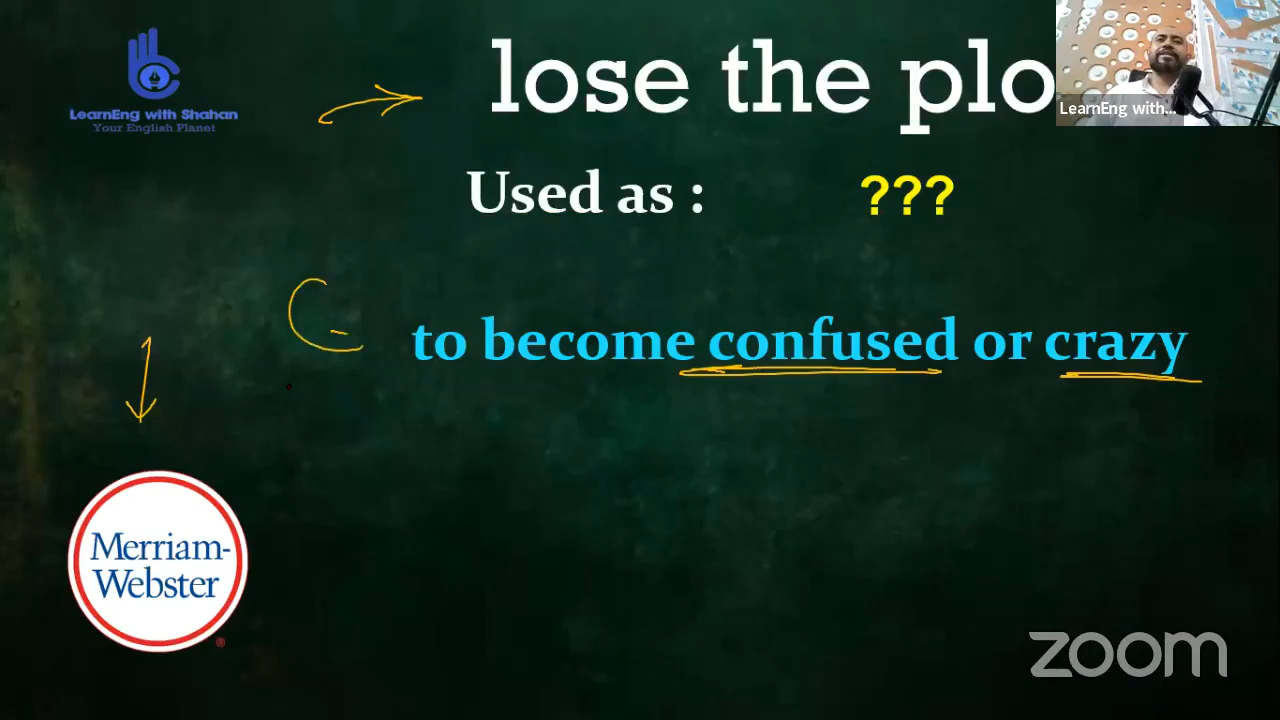 LearnEng with Shahan
Your English Planet
lose the plo
LearnEng with...
Used as : ???
to become confused or crazy
Merriam-
Webster
®
zoom